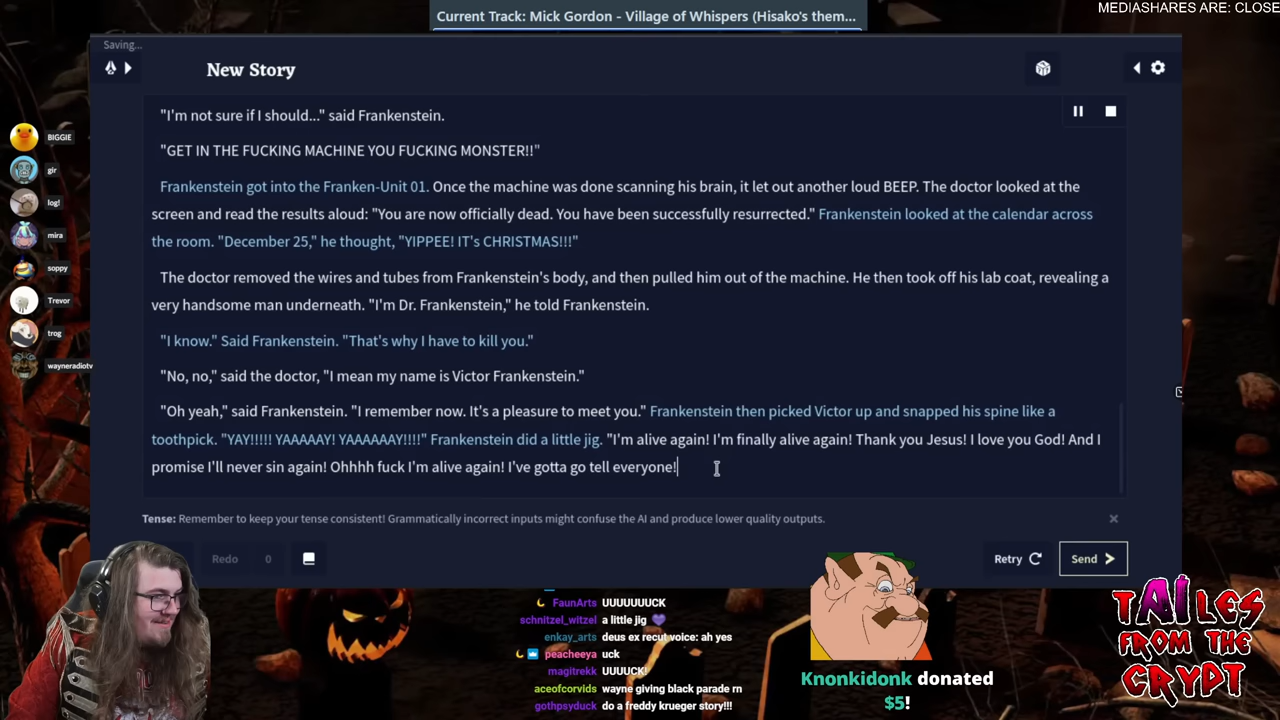 Current Track: Mick Gordon - Village of Whispers (Hisako's them...
MEDIASHARES ARE: CLOSE
Saving...
New Story
"I'm not sure if I should..." said Frankenstein.
"GET IN THE FUCKING MACHINE YOU FUCKING MONSTER!!"
Frankenstein got into the Franken-Unit 01. Once the machine was done scanning his brain, it let out another loud BEEP. The doctor looked at the
screen and read the results aloud: "You are now officially dead. You have been successfully resurrected." Frankenstein looked at the calendar across
the room. "December 25," he thought, "YIPPEE! IT's CHRISTMAS!!!"
The doctor removed the wires and tubes from Frankenstein's body, and then pulled him out of the machine. He then took off his lab coat, revealing a
very handsome man underneath. "I'm Dr. Frankenstein," he told Frankenstein.
"I know." Said Frankenstein. "That's why I have to kill you."
"No, no," said the doctor, "I mean my name is Victor Frankenstein."
"Oh yeah," said Frankenstein. "I remember now. It's a pleasure to meet you." Frankenstein then picked Victor up and snapped his spine like a
toothpick. "YAY!!!!! YAAAAAY! YAAAAAAY!!!!" Frankenstein did a little jig. "I'm alive again! I'm finally alive again! Thank you Jesus! I love you God! And I
promise I'll never sin again! Ohhhh fuck I'm alive again! I've gotta go tell everyone!
Tense: Remember to keep your tense consistent! Grammatically incorrect inputs might confuse the AI and produce lower quality outputs.
Redo 0
Retry
Send
BIGGIE
gir
log!
mira
soppy
Trevor
trog
wayneradiotv
FaunArts UUUUUUUCK
schnitzel_witzel a little jig
enkay_arts deus ex recut voice: ah yes
peacheeya uck
magitrekk UUUUCK!
aceofcorvids wayne giving black parade rn
gothpsyduck do a freddy krueger story!!!
Knonkidonk donated
$5!
TAILES
FROM THE
CRYPT